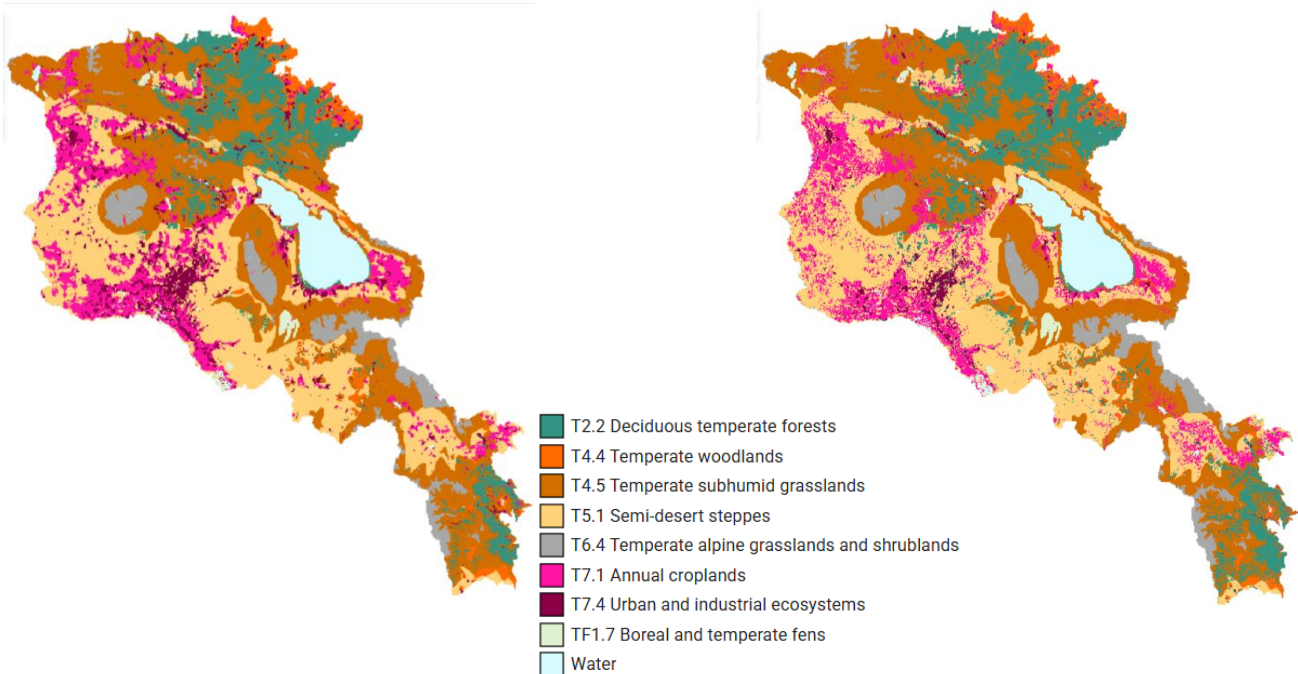 T2.2 Deciduous temperate forests
T4.4 Temperate woodlands
T4.5 Temperate subhumid grasslands
T5.1 Semi-desert steppes
T6.4 Temperate alpine grasslands and shrublands
T7.1 Annual croplands
T7.4 Urban and industrial ecosystems
TF1.7 Boreal and temperate fens
Water